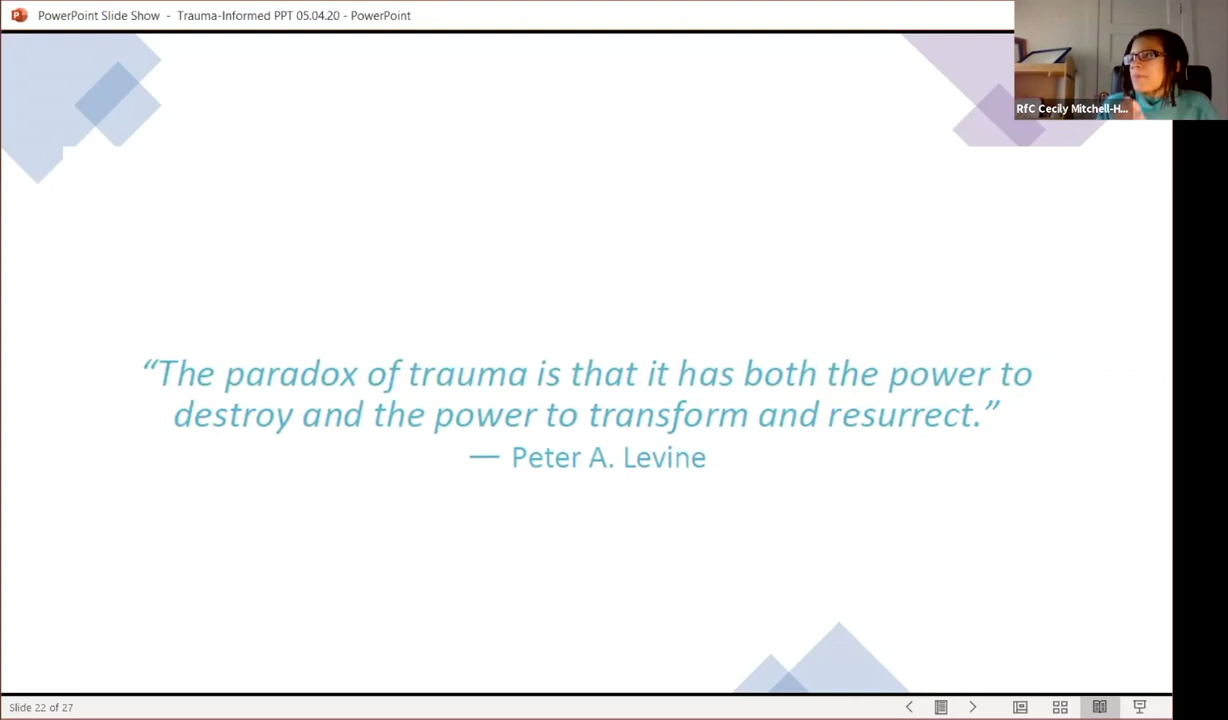 PowerPoint Slide Show - Trauma-Informed PPT 05.04.20 - PowerPoint
RfC Cecily Mitchell-H...
“The paradox of trauma is that it has both the power to
destroy and the power to transform and resurrect.”
— Peter A. Levine
Slide 22 of 27